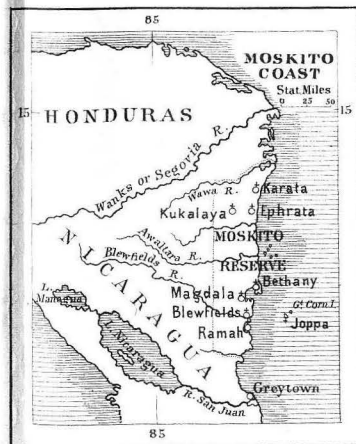 85
MOSKITO
COAST
Stat. Miles
0 25 50
15
15
HONDURAS
Wanks or Segovia R.
Wawa R.
Karata
Kukalaya
Ephrata
Awaltara R.
MOSKITO
RESERVE
NICARAGUA
Blewfields R.
Bethany
L. Managua
Magdala
Gt. Corn I.
Blewfields
Joppa
Ramah
L. Nicaragua
Greytown
R. San Juan
85